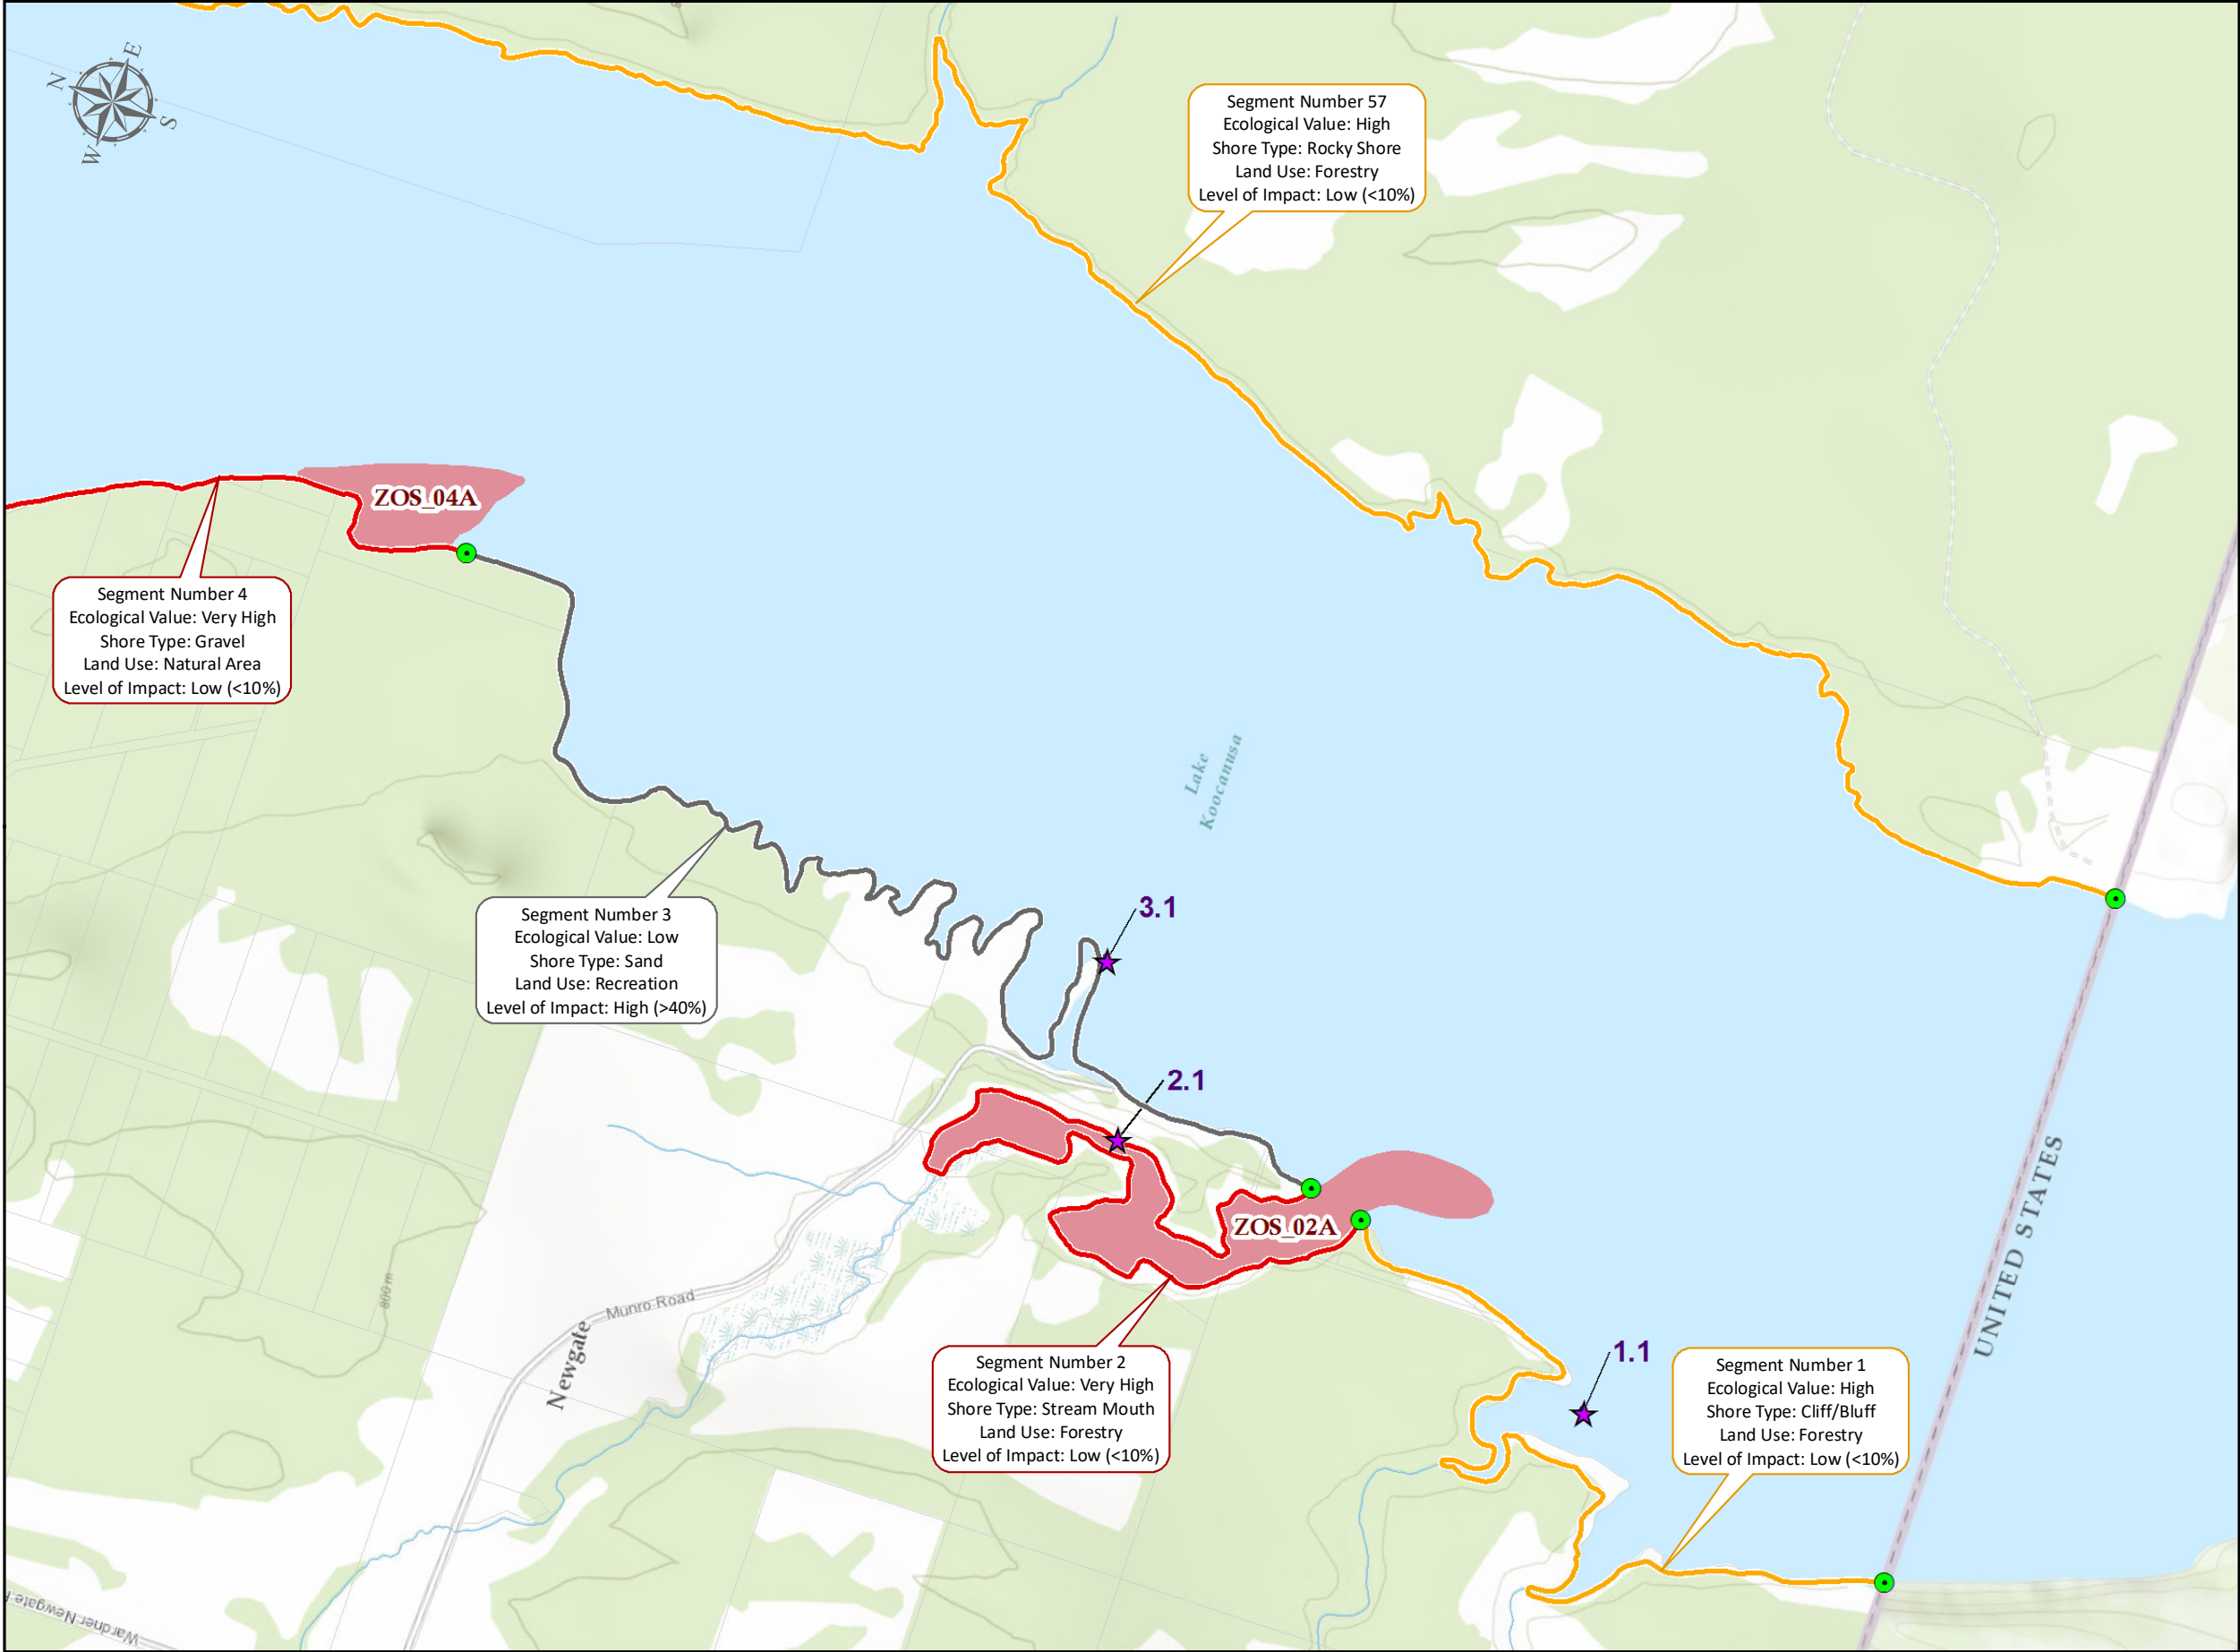 N
E
S
W
Segment Number 57
Ecological Value: High
Shore Type: Rocky Shore
Land Use: Forestry
Level of Impact: Low (<10%)
ZOS_04A
Segment Number 4
Ecological Value: Very High
Shore Type: Gravel
Land Use: Natural Area
Level of Impact: Low (<10%)
Lake
Koocanusa
Segment Number 3
Ecological Value: Low
Shore Type: Sand
Land Use: Recreation
Level of Impact: High (>40%)
3.1
2.1
ZOS_02A
UNITED STATES
800 m
Munro Road
Newgate
1.1
Segment Number 2
Ecological Value: Very High
Shore Type: Stream Mouth
Land Use: Forestry
Level of Impact: Low (<10%)
Segment Number 1
Ecological Value: High
Shore Type: Cliff/Bluff
Land Use: Forestry
Level of Impact: Low (<10%)
Wardner Newgate